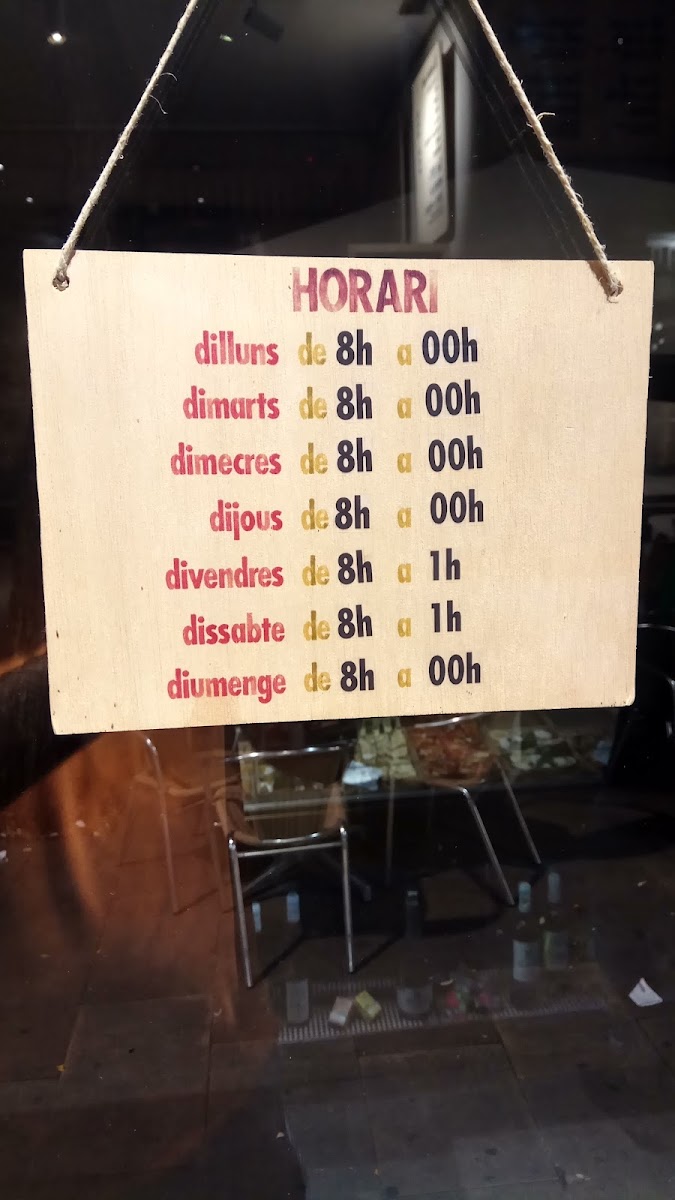 HORARI
dilluns de 8h a 00h
dimarts de 8h a 00h
dimecres de 8h a 00h
dijous de 8h a 00h
divendres de 8h a 1h
dissabte de 8h a 1h
diumenge de 8h a 00h